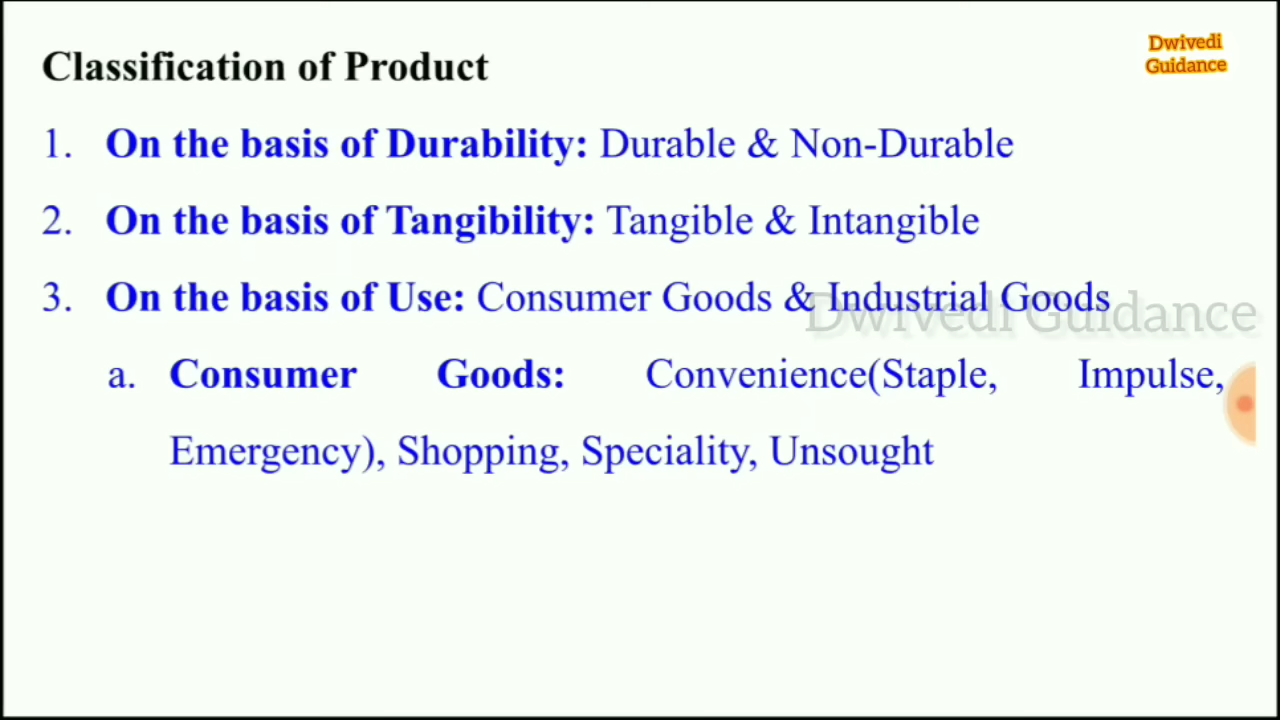 Classification of Product
Dwivedi
Guidance
1. On the basis of Durability: Durable & Non-Durable
2. On the basis of Tangibility: Tangible & Intangible
3. On the basis of Use: Consumer Goods & Industrial Goods
Dwivedi Guidance
a. Consumer Goods: Convenience(Staple, Impulse,
Emergency), Shopping, Speciality, Unsought